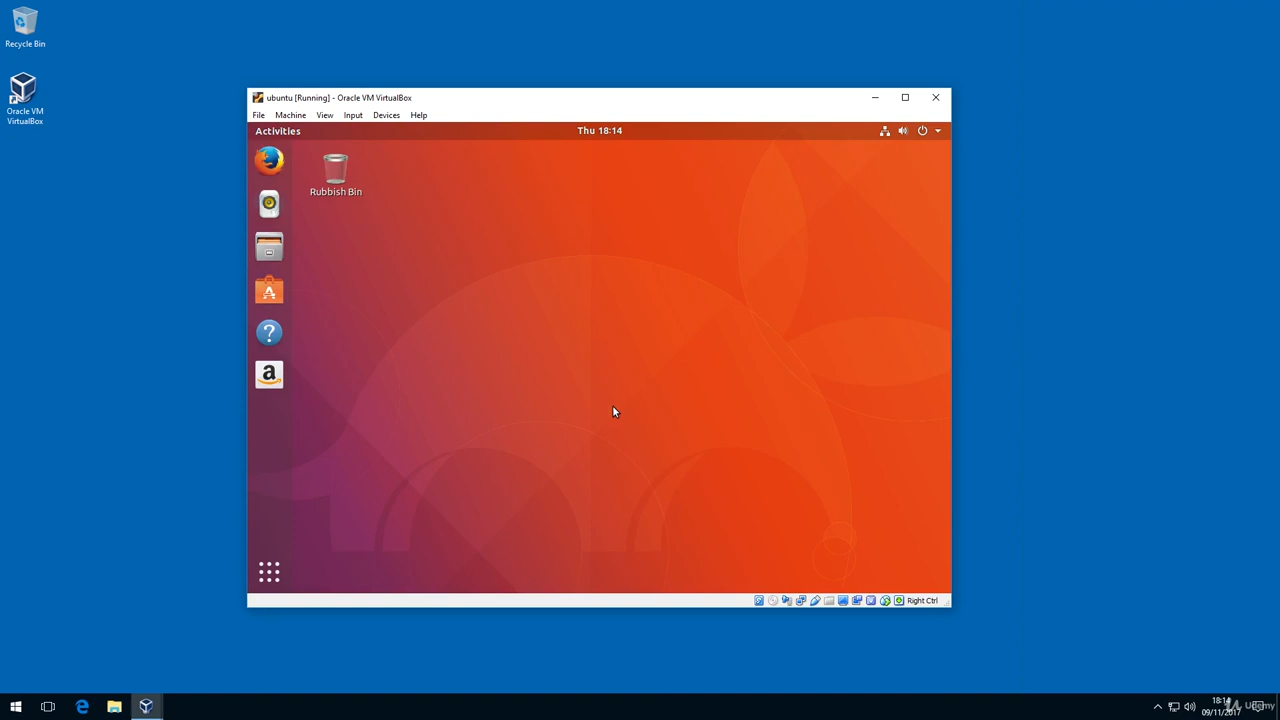 Recycle Bin
Oracle VM
VirtualBox
ubuntu [Running] - Oracle VM VirtualBox
File Machine View Input Devices Help
Activities
Thu 18:14
Rubbish Bin
a
Right Ctrl
18:14
09/11/2017
Udemy